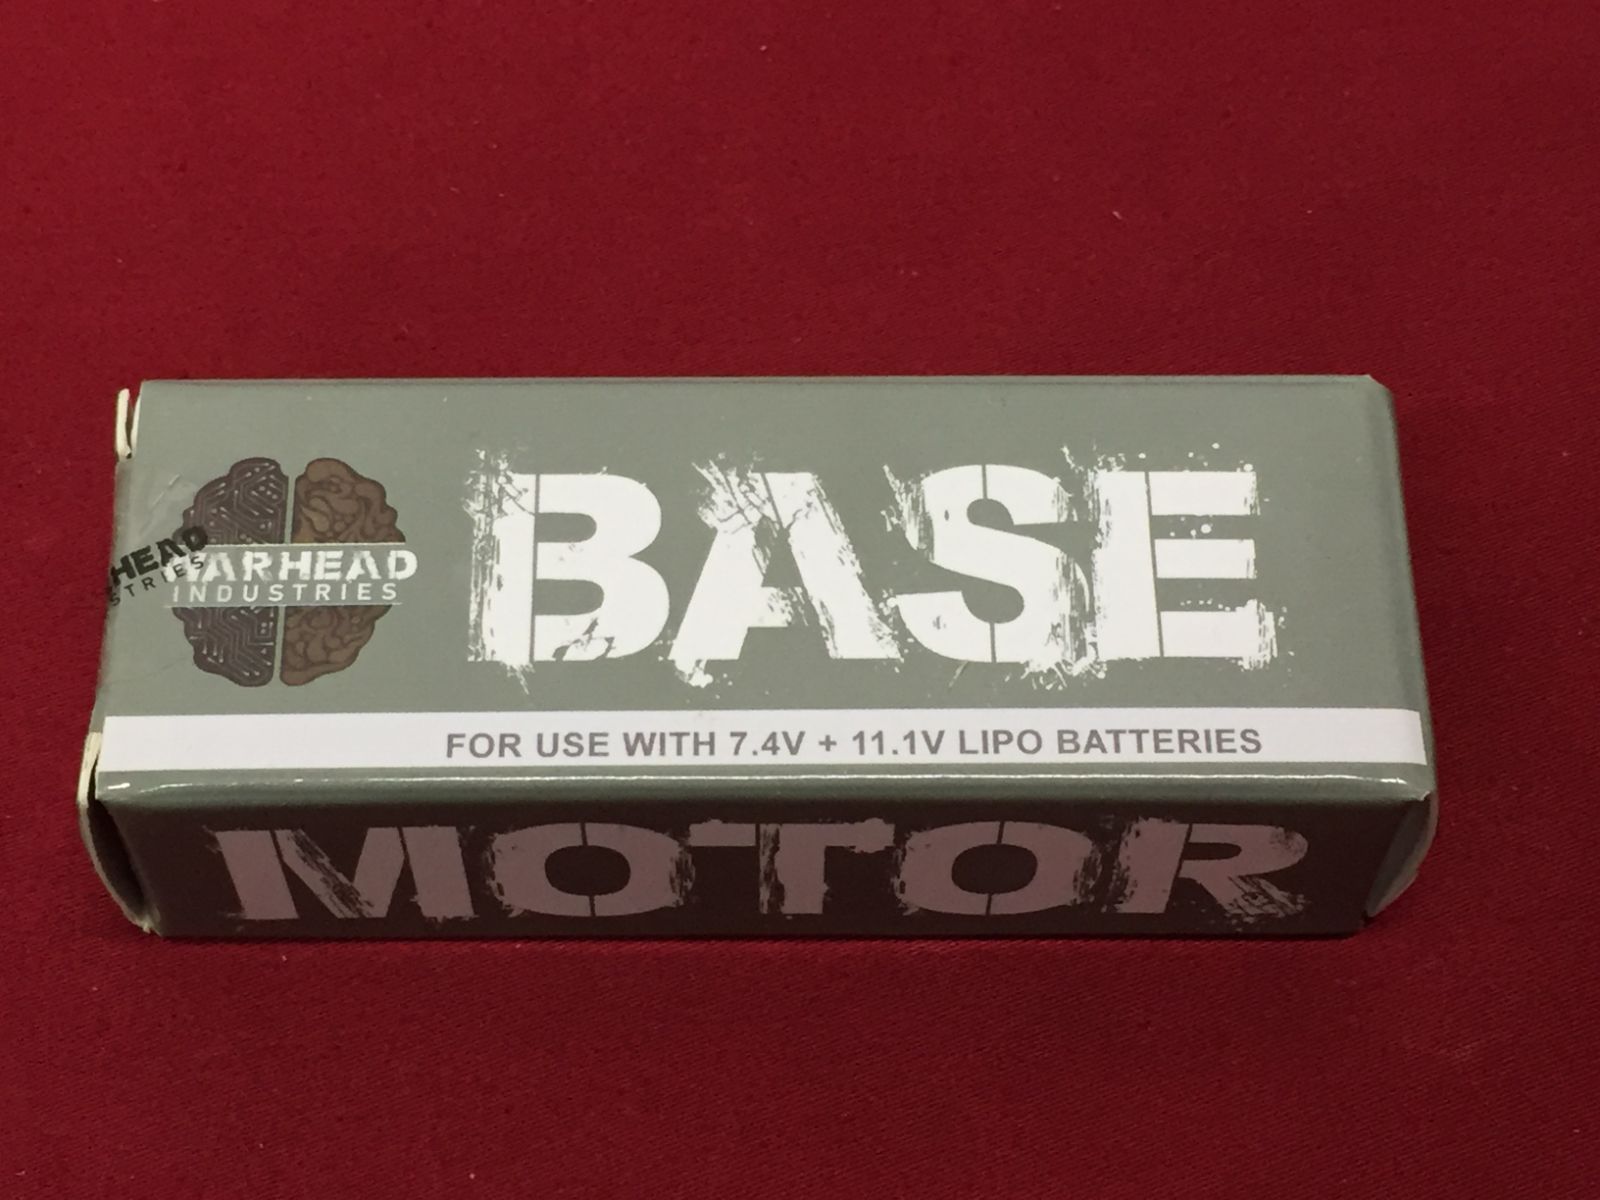 BASE
WARHEAD
INDUSTRIES
HEAD
STRIES
FOR USE WITH 7.4V + 11.1V LIPO BATTERIES
MOTOR